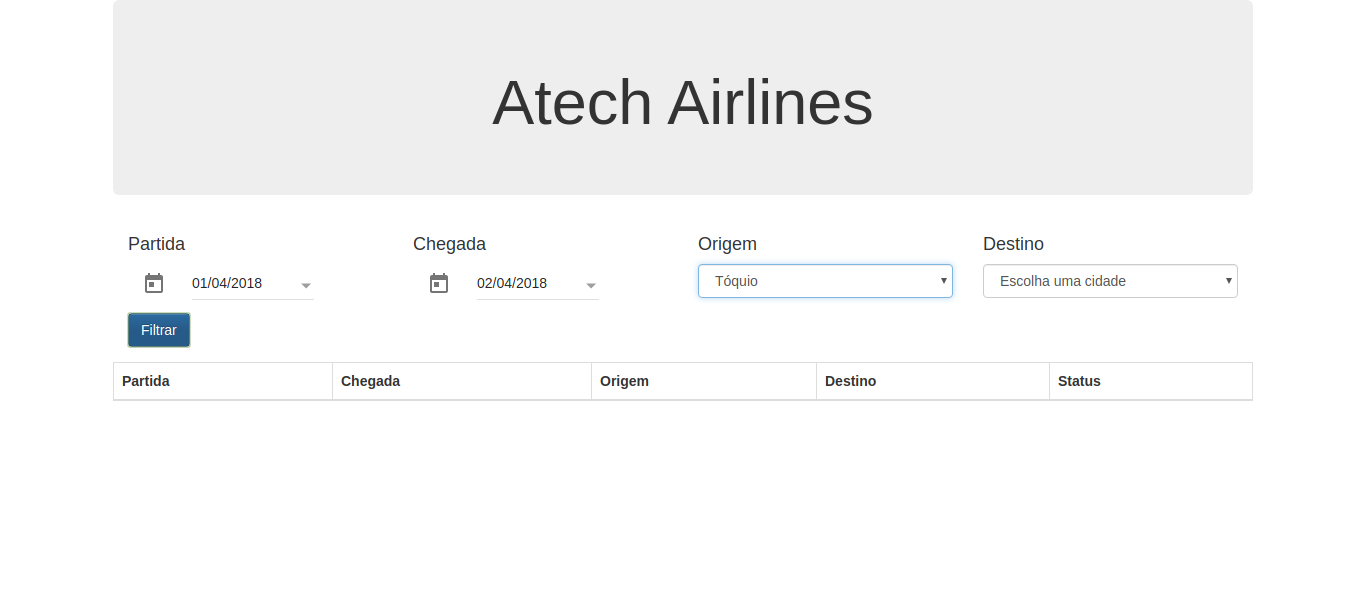 Atech Airlines
Partida Chegada Origem Destino
01/04/2018 02/04/2018 Tóquio Escolha uma cidade
Filtrar
Partida Chegada Origem Destino Status